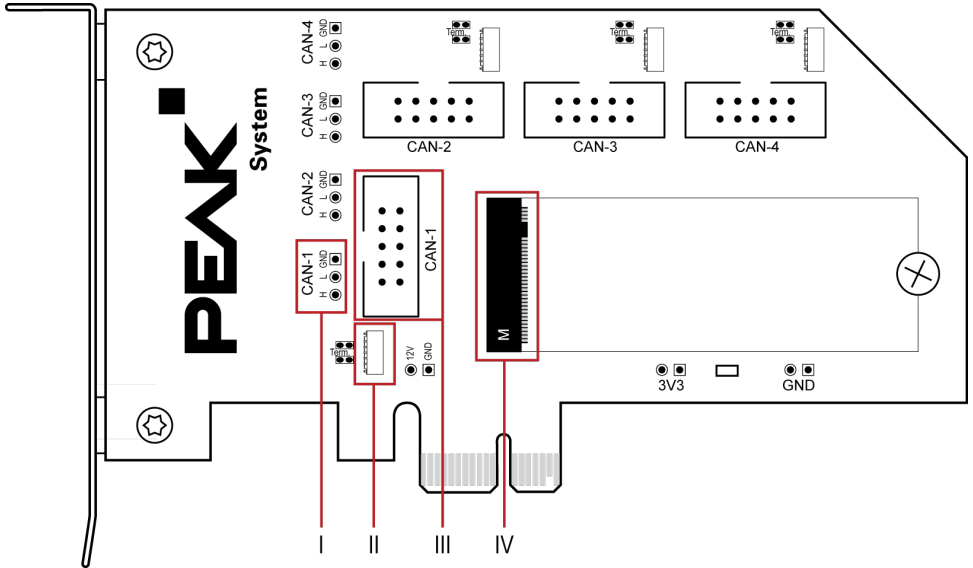 CAN-4
GND
L
H
Term.
Term.
Term.
CAN-3
GND
L
H
CAN-2
CAN-3
CAN-4
PEAK
System
CAN-2
GND
L
H
CAN-1
CAN-1
GND
L
H
M
Term.
12V
GND
3V3
GND
I
II
III
IV